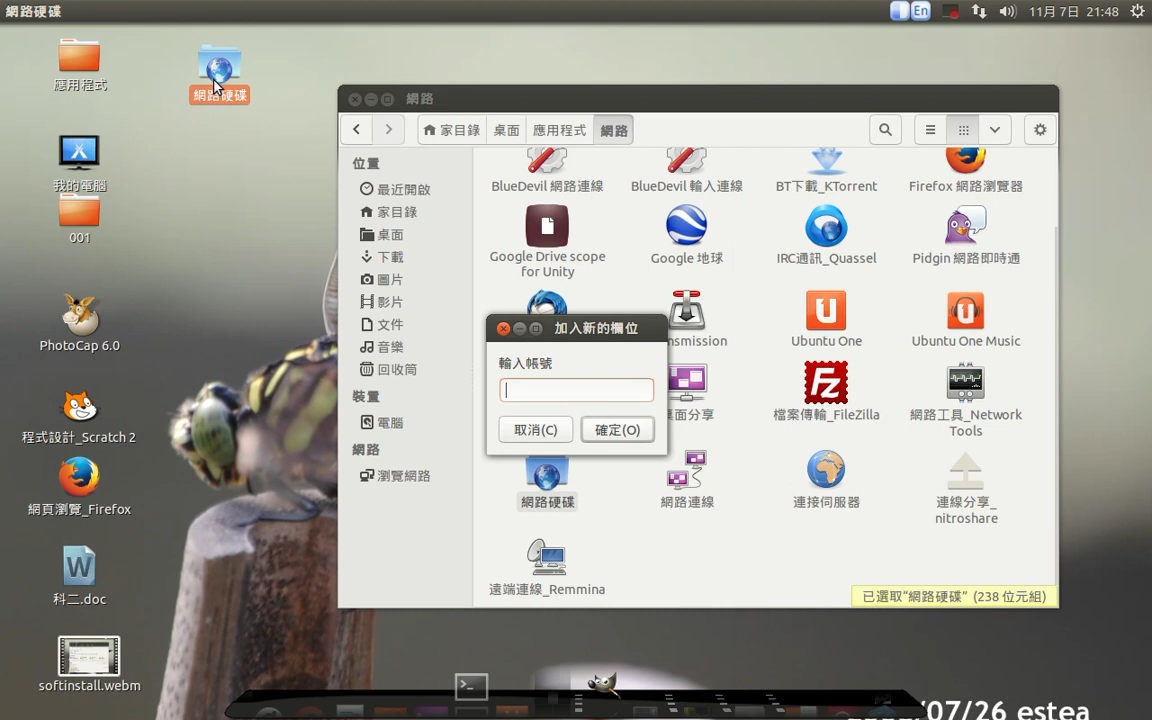 網路硬碟
En
11月 7日 21:48
應用程式
網路硬碟
我的電腦
001
PhotoCap 6.0
程式設計_Scratch 2
網頁瀏覽_Firefox
科二.doc
softinstall.webm
網路
家目錄
桌面
應用程式
網路
位置
最近開啟
家目錄
桌面
下載
圖片
影片
文件
音樂
回收筒
裝置
電腦
網路
瀏覽網路
BlueDevil 網路連線
BlueDevil 輸入連線
BT下載_KTorrent
Firefox 網路瀏覽器
Google Drive scope
for Unity
Google 地球
IRC通訊_Quassel
Pidgin 網路即時通
nsmission
Ubuntu One
Ubuntu One Music
面分享
檔案傳輸_FileZilla
網路工具_Network
Tools
網路硬碟
網路連線
連接伺服器
連線分享_
nitroshare
遠端連線_Remmina
已選取“網路硬碟” (238 位元組)
加入新的欄位
輸入帳號
取消(C)
確定(O)
/07/26 estea